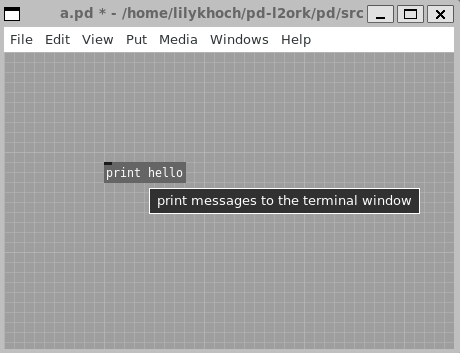 a.pd * - /home/lilykhoch/pd-l2ork/pd/src
File Edit View Put Media Windows Help
print hello
print messages to the terminal window